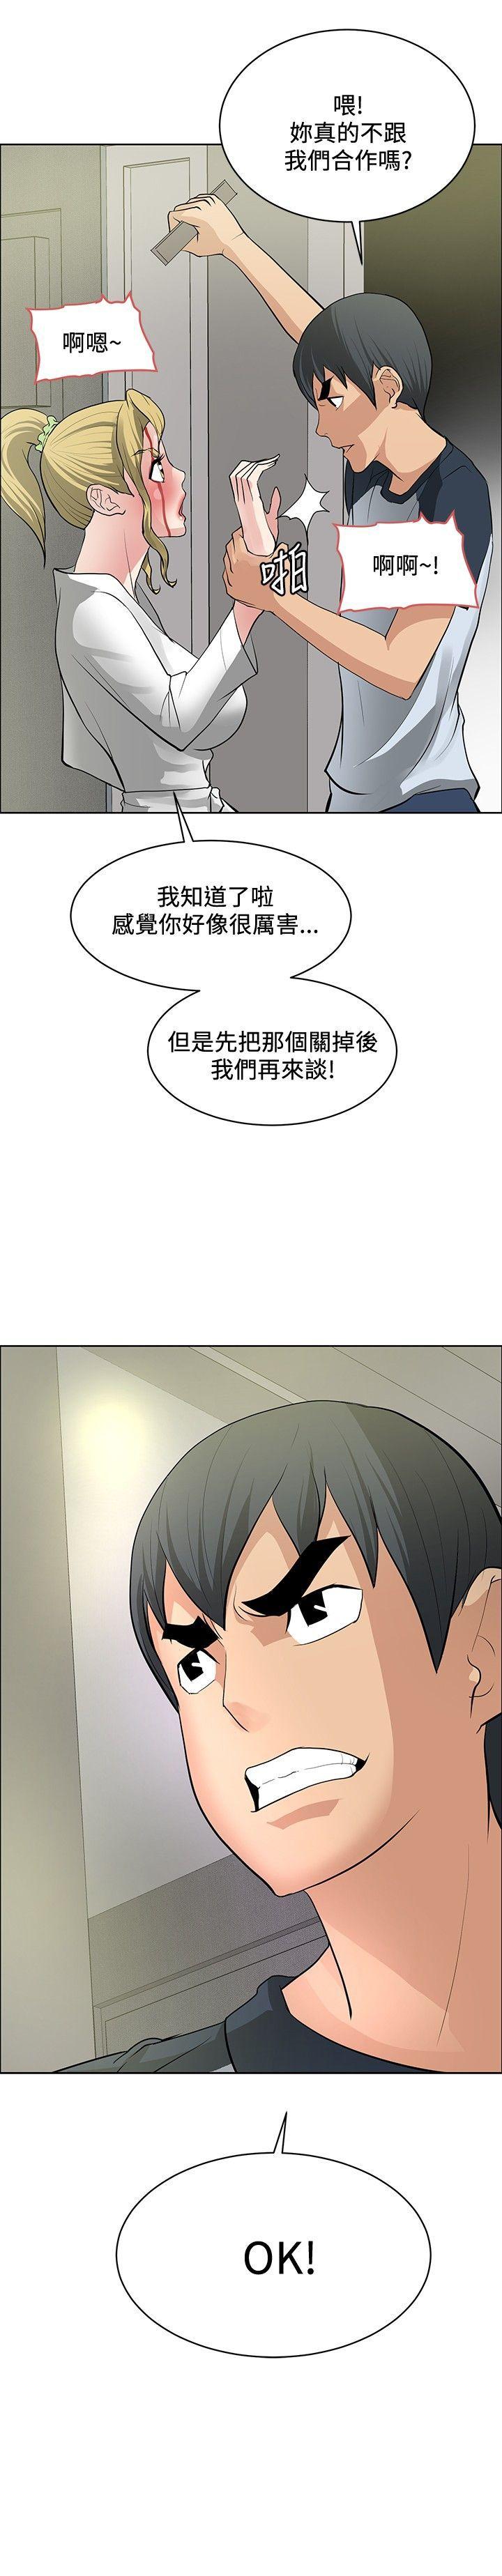 喂!
妳真的不跟
我們合作嗎?
啊嗯~
啪
啊啊~!
我知道了啦
感覺你好像很厲害...
但是先把那個關掉後
我們再來談!
OK!